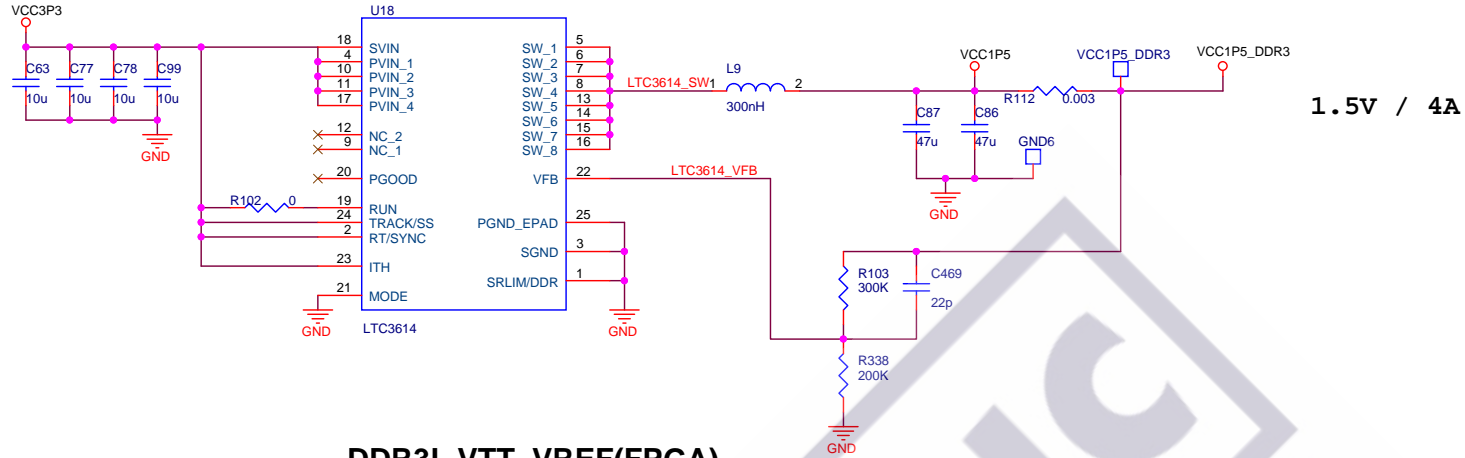 VCC3P3
U18
C63
10u
C77
10u
C78
10u
C99
10u
GND
18 SVIN
4 PVIN_1
10 PVIN_2
11 PVIN_3
17 PVIN_4
12 NC_2
9 NC_1
20 PGOOD
R102 0
19 RUN
24 TRACK/SS
2 RT/SYNC
23 ITH
21 MODE
GND
LTC3614
SW_1 5
SW_2 6
SW_3 7
SW_4 8
SW_5 13
SW_6 14
SW_7 15
SW_8 16
VFB 22
PGND_EPAD 25
SGND 3
SRLIM/DDR 1
GND
LTC3614_SW
1
L9
2
300nH
LTC3614_VFB
VCC1P5
C87
47u
C86
47u
GND6
GND
R112 0.003
VCC1P5_DDR3
VCC1P5_DDR3
1.5V / 4A
R103
300K
C469
22p
R338
200K
GND